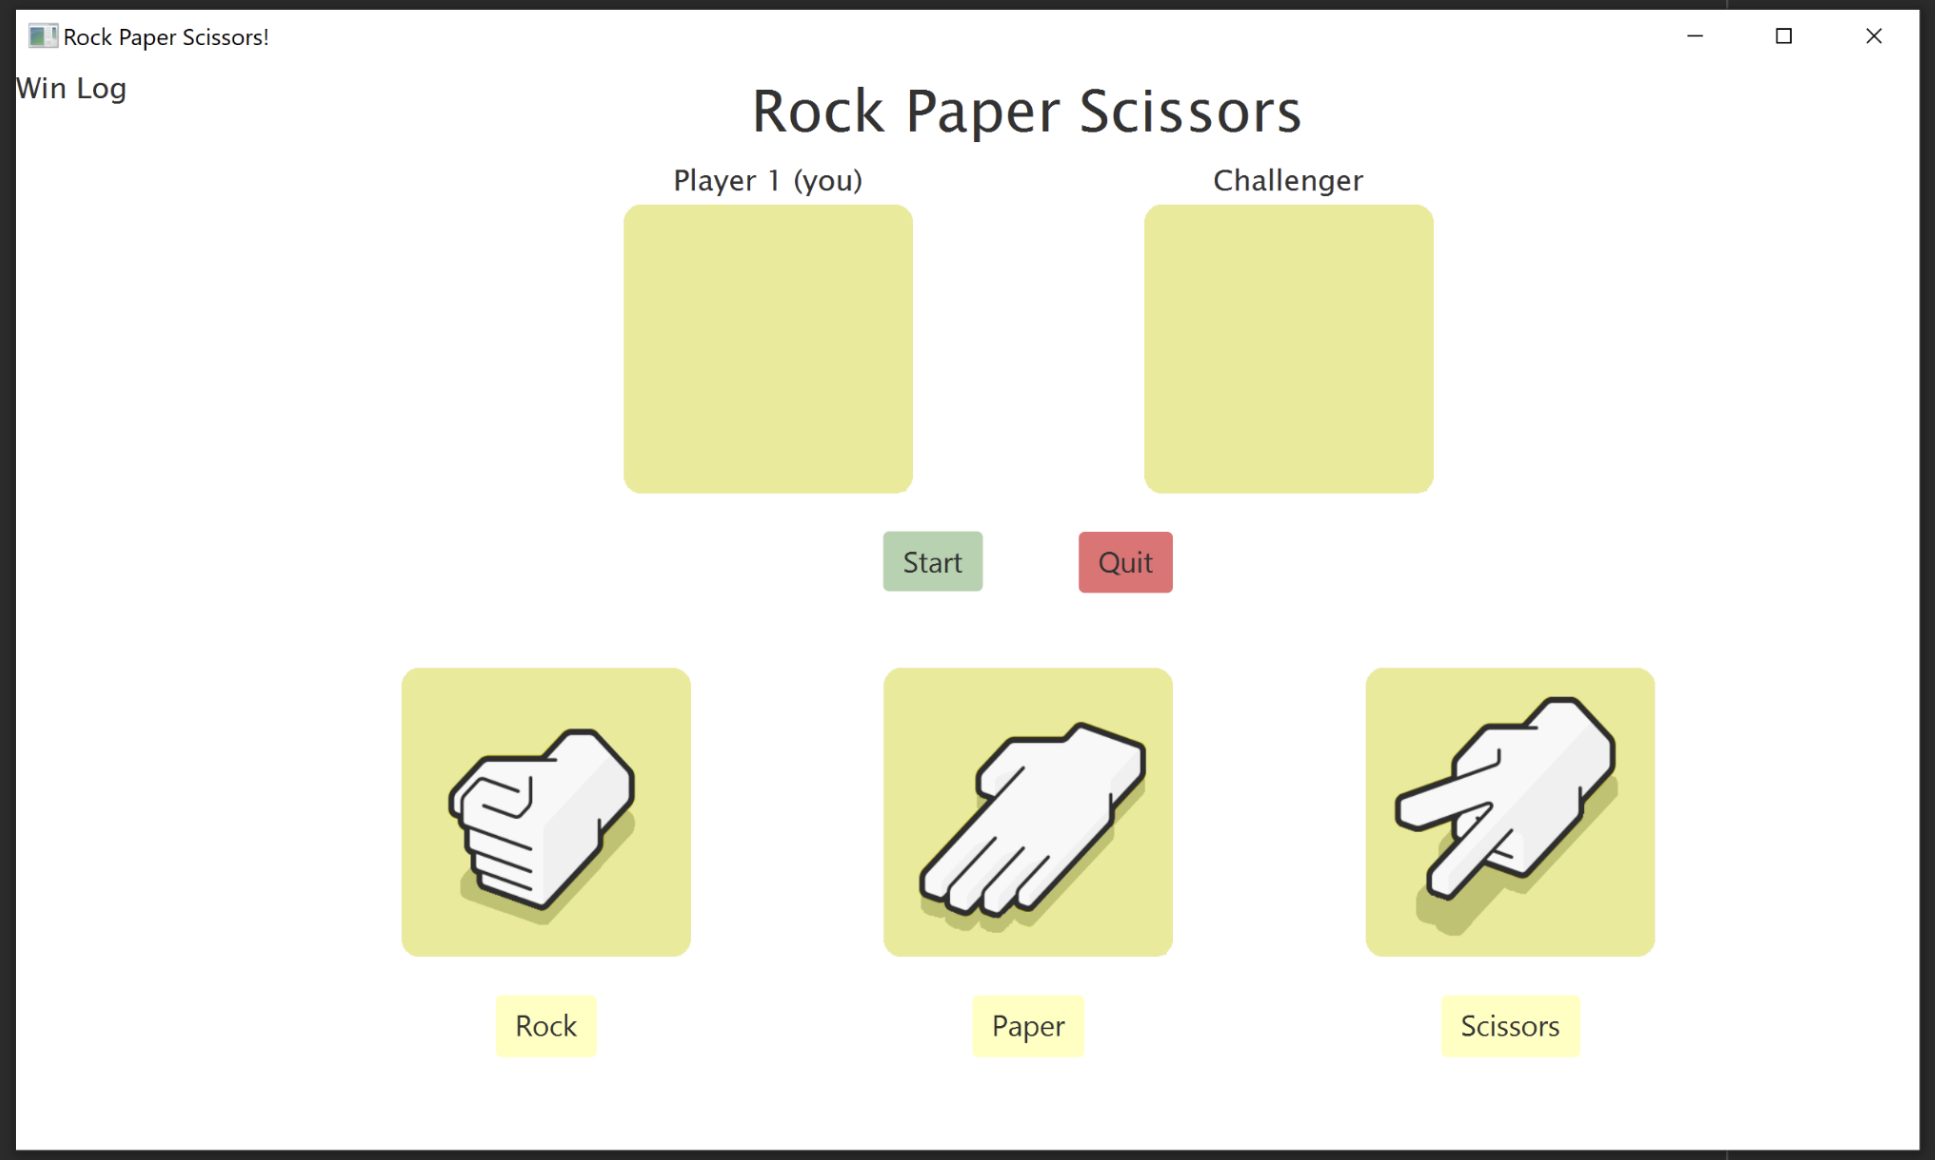 Rock Paper Scissors!
Win Log
Rock Paper Scissors
Player 1 (you)
Challenger
Start
Quit
Rock
Paper
Scissors